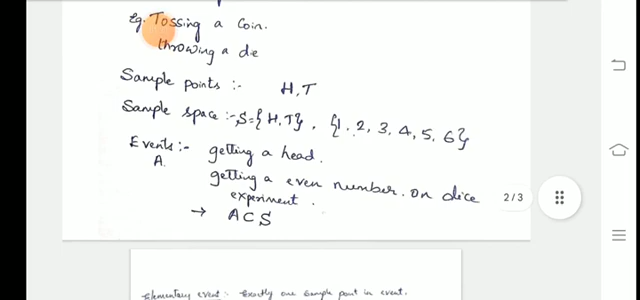 Eg. Tossing a Coin.
throwing a die
Sample points :- H, T
Sample space :- S={H,T}, {1, 2, 3, 4, 5, 6}
Events :- getting a head.
A.
getting a even number on dice
experiment.
→ A ⊂ S
2/3
Elementary event :- Exactly one sample point in event.